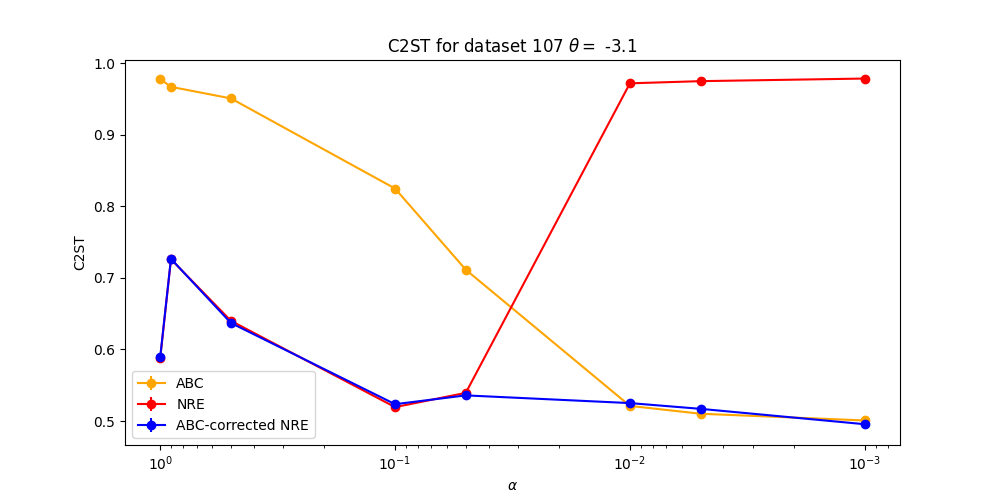 C2ST for dataset 107 θ = -3.1
C2ST
1.0
0.9
0.8
0.7
0.6
0.5
ABC
NRE
ABC-corrected NRE
10⁰
10⁻¹
10⁻²
10⁻³
α